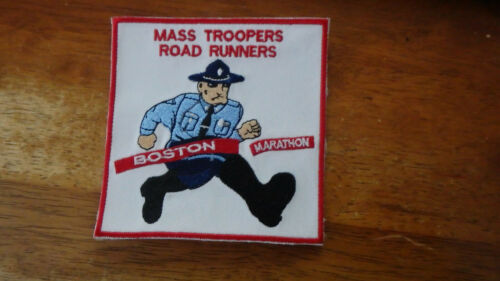 MASS TROOPERS
ROAD RUNNERS
BOSTON MARATHON